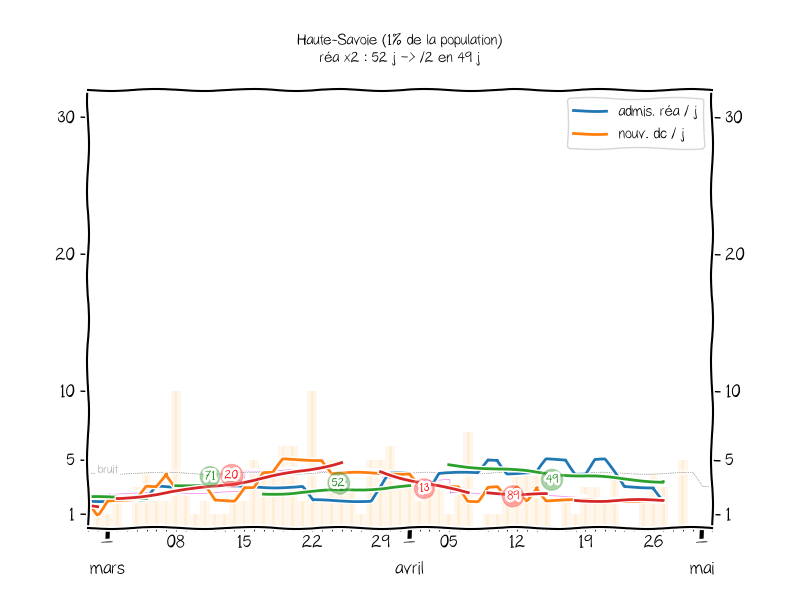 Haute-Savoie (1% de la population)
réa x2 : 52 j -> /2 en 49 j
admis. réa / j
nouv. dc / j
30 30
20 20
10 10
5 5
bruit
71 20 52 13 89 49
1 1
08 15 22 29 05 12 19 26
mars avril mai